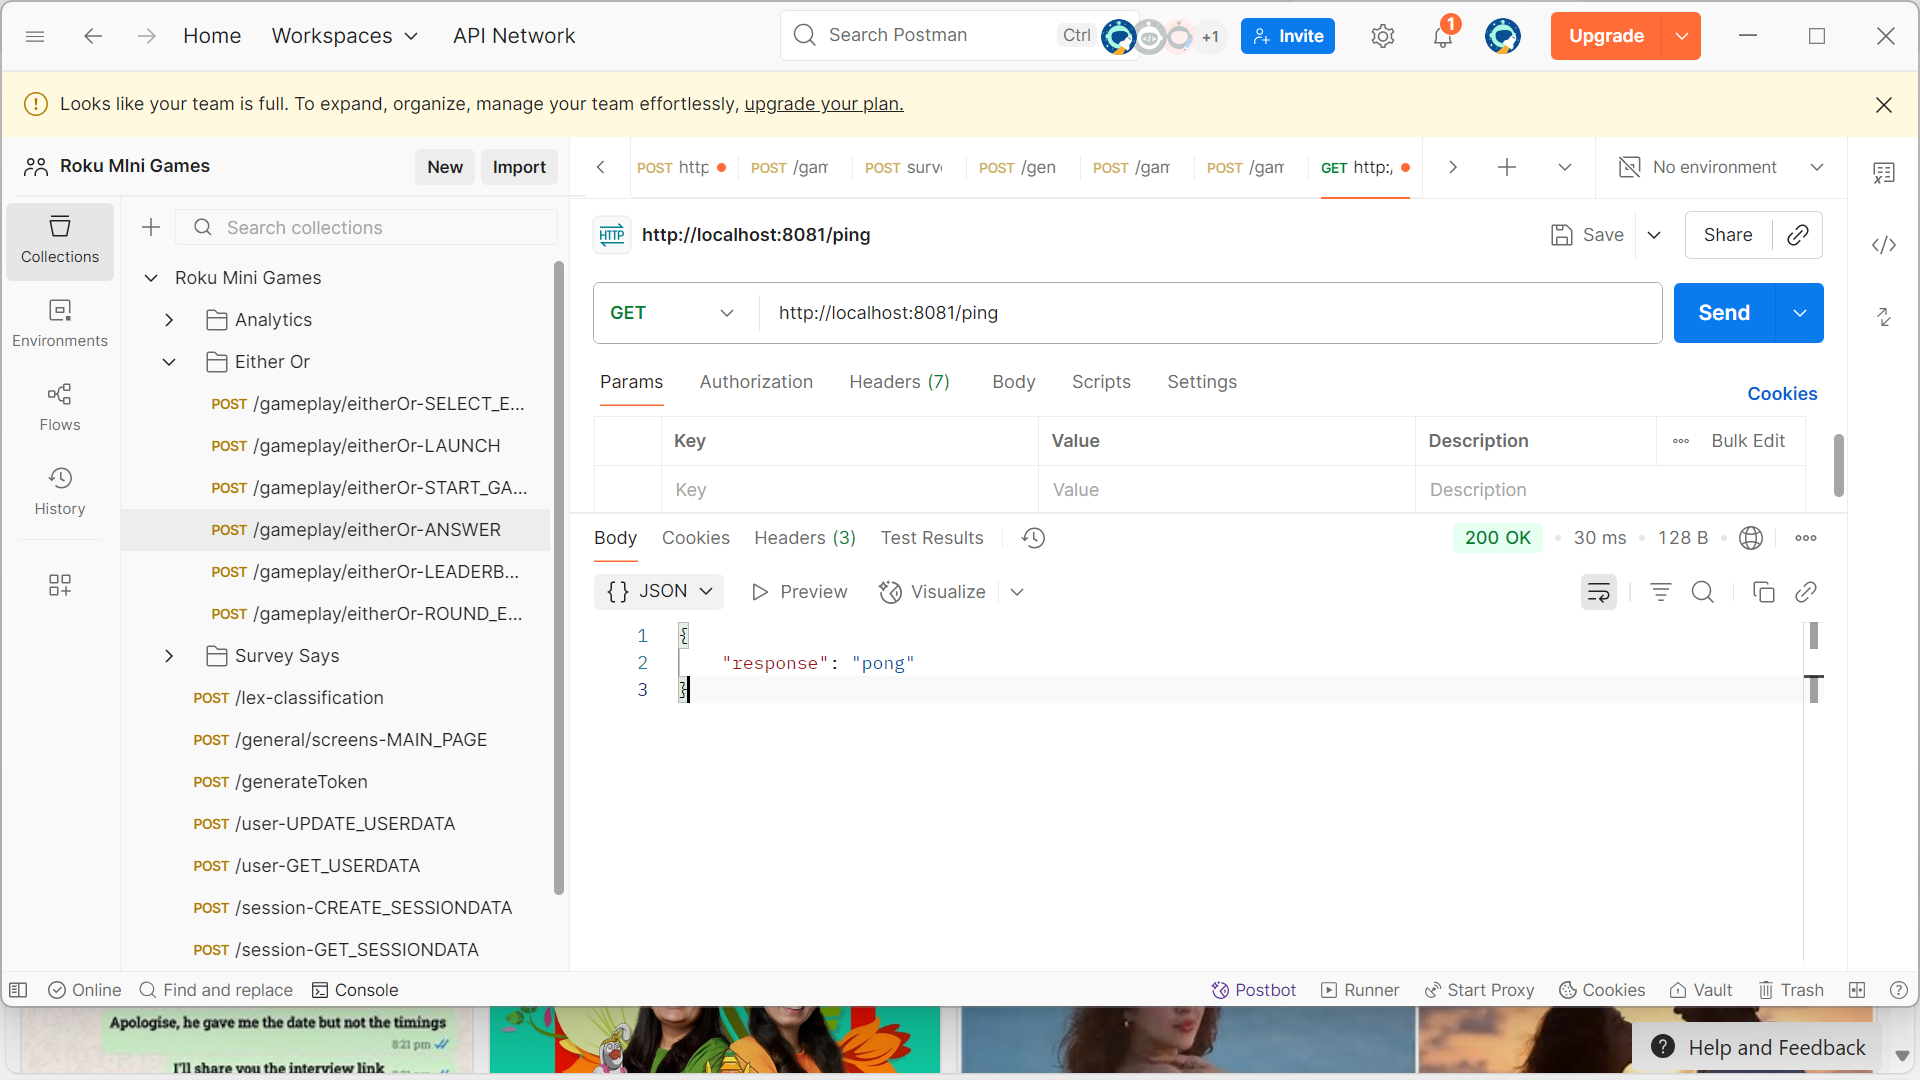 Home Workspaces API Network
Search Postman Ctrl +1 Invite 1 Upgrade
Looks like your team is full. To expand, organize, manage your team effortlessly, upgrade your plan.
Roku MIni Games New Import
POST http POST /gam POST surv POST /gen POST /gam POST /gam GET http:/ No environment
Collections
Environments
Flows
History
Search collections
Roku Mini Games
Analytics
Either Or
POST /gameplay/eitherOr-SELECT_E...
POST /gameplay/eitherOr-LAUNCH
POST /gameplay/eitherOr-START_GA...
POST /gameplay/eitherOr-ANSWER
POST /gameplay/eitherOr-LEADERB...
POST /gameplay/eitherOr-ROUND_E...
Survey Says
POST /lex-classification
POST /general/screens-MAIN_PAGE
POST /generateToken
POST /user-UPDATE_USERDATA
POST /user-GET_USERDATA
POST /session-CREATE_SESSIONDATA
POST /session-GET_SESSIONDATA
HTTP http://localhost:8081/ping Save Share
GET http://localhost:8081/ping Send
Params Authorization Headers (7) Body Scripts Settings Cookies
Key Value Description Bulk Edit
Key Value Description
Body Cookies Headers (3) Test Results 200 OK 30 ms 128 B
{} JSON Preview Visualize
1 {
2 "response": "pong"
3 }
Online Find and replace Console Postbot Runner Start Proxy Cookies Vault Trash
Apologise, he gave me the date but not the timings
8:21 pm
I'll share you the interview link
Help and Feedback